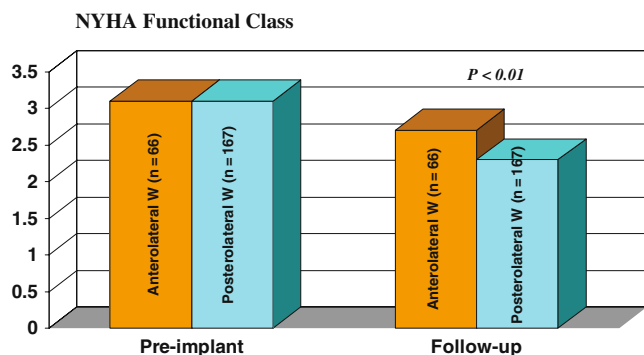 NYHA Functional Class
P < 0.01
3.5
3
2.5
2
1.5
1
0.5
0
Anterolateral W (n = 66)
Posterolateral W (n = 167)
Anterolateral W (n = 66)
Posterolateral W (n = 167)
Pre-implant
Follow-up